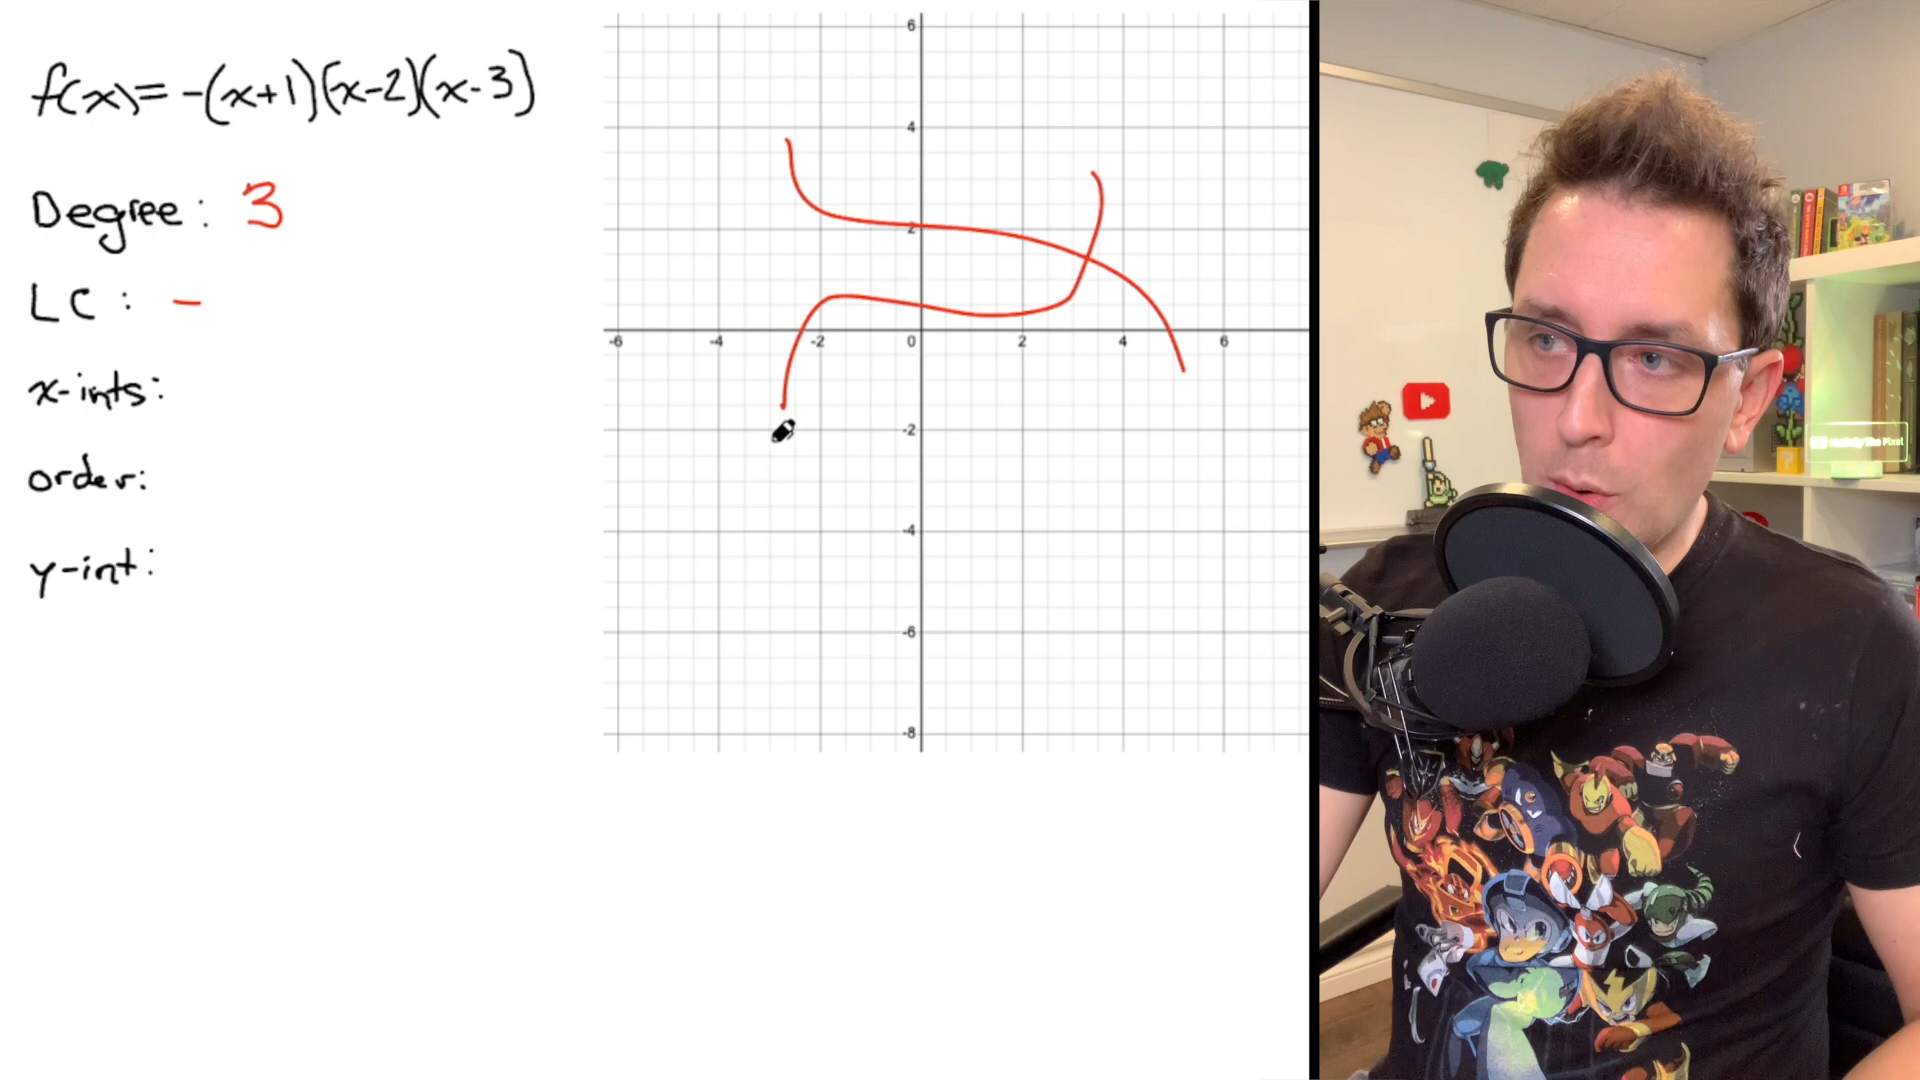 f(x) = -(x+1)(x-2)(x-3)
Degree: 3
LC: -
x-ints:
order:
y-int:
6
4
2
-6 -4 -2 0 2 4 6
-2
-4
-6
-8